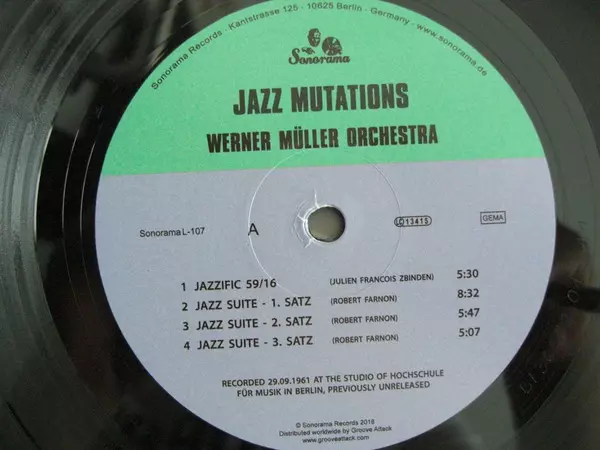 Sonorama Records · Kantstrasse 125 · 10625 Berlin · Germany · www.sonorama.de
Sonorama
JAZZ MUTATIONS
WERNER MÜLLER ORCHESTRA
Sonorama L-107
A
LC 13415
GEMA
1 JAZZIFIC 59/16 (JULIEN FRANCOIS ZBINDEN) 5:30
2 JAZZ SUITE - 1. SATZ (ROBERT FARNON) 8:32
3 JAZZ SUITE - 2. SATZ (ROBERT FARNON) 5:47
4 JAZZ SUITE - 3. SATZ (ROBERT FARNON) 5:07
RECORDED 29.09.1961 AT THE STUDIO OF HOCHSCHULE
FÜR MUSIK IN BERLIN, PREVIOUSLY UNRELEASED
© Sonorama Records 2018
Distributed worldwide by Groove Attack
www.grooveattack.com